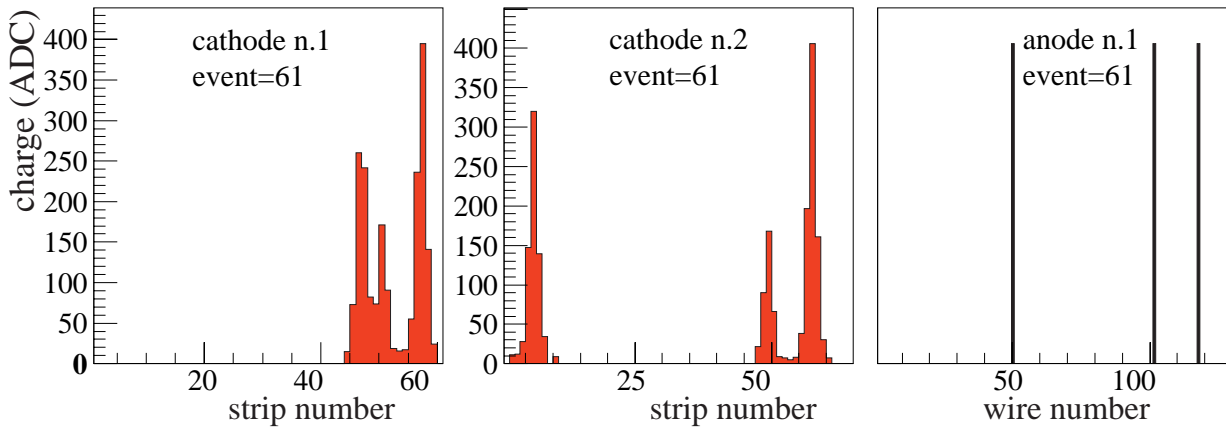 charge (ADC)
400
350
300
250
200
150
100
50
0
cathode n.1
event=61
20
40
60
strip number
400
350
300
250
200
150
100
50
0
cathode n.2
event=61
25
50
strip number
anode n.1
event=61
50
100
wire number